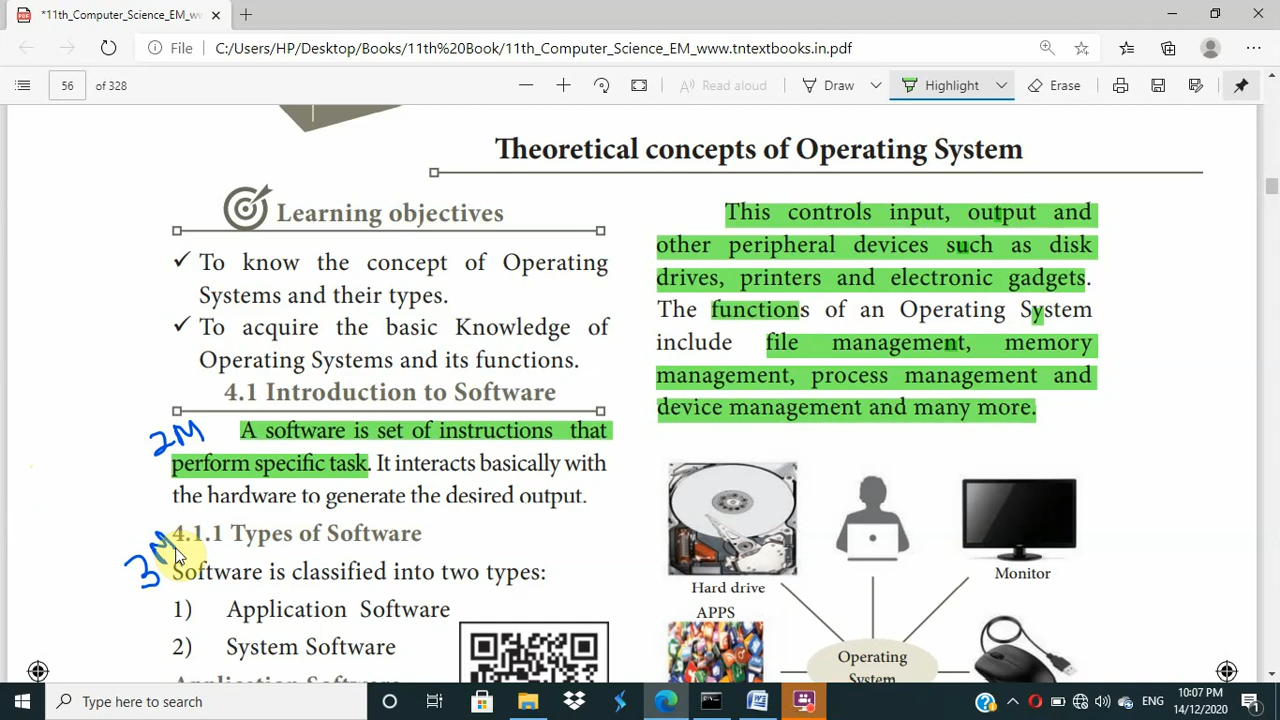 *11th_Computer_Science_EM_w
File
C:/Users/HP/Desktop/Books/11th%20Book/11th_Computer_Science_EM_www.tntextbooks.in.pdf
56 of 328
Read aloud
Draw
Highlight
Erase
Theoretical concepts of Operating System
Learning objectives
✓ To know the concept of Operating
Systems and their types.
✓ To acquire the basic Knowledge of
Operating Systems and its functions.
4.1 Introduction to Software
2M
A software is set of instructions that
perform specific task. It interacts basically with
the hardware to generate the desired output.
4.1.1 Types of Software
3M
Software is classified into two types:
1) Application Software
2) System Software
Application Software
This controls input, output and
other peripheral devices such as disk
drives, printers and electronic gadgets.
The functions of an Operating System
include file management, memory
management, process management and
device management and many more.
Hard drive
Monitor
APPS
Operating
System
Type here to search
ENG
10:07 PM
14/12/2020
1